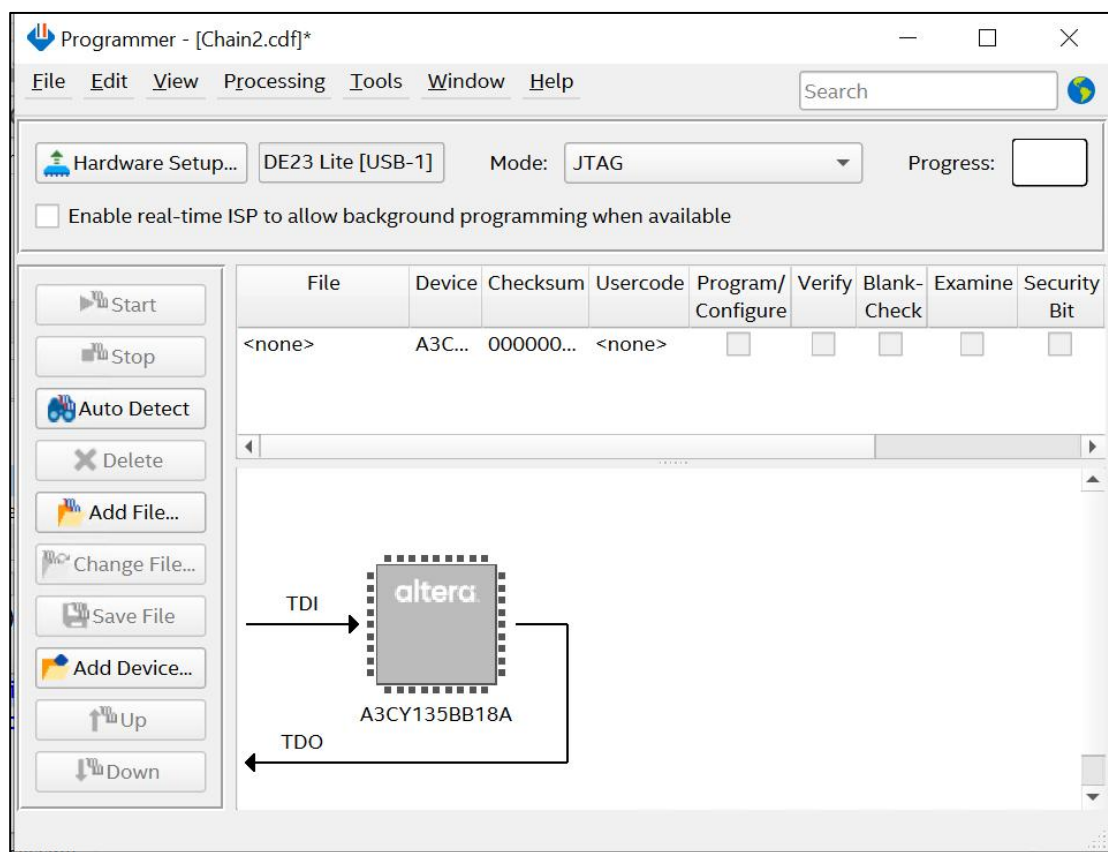 Programmer - [Chain2.cdf]*
File Edit View Processing Tools Window Help
Search
Hardware Setup... DE23 Lite [USB-1] Mode: JTAG Progress:
Enable real-time ISP to allow background programming when available
Start
Stop
Auto Detect
Delete
Add File...
Change File...
Save File
Add Device...
Up
Down
File Device Checksum Usercode Program/ Verify Blank- Examine Security
Configure Check Bit
<none> A3C... 000000... <none>
altera
TDI
A3CY135BB18A
TDO